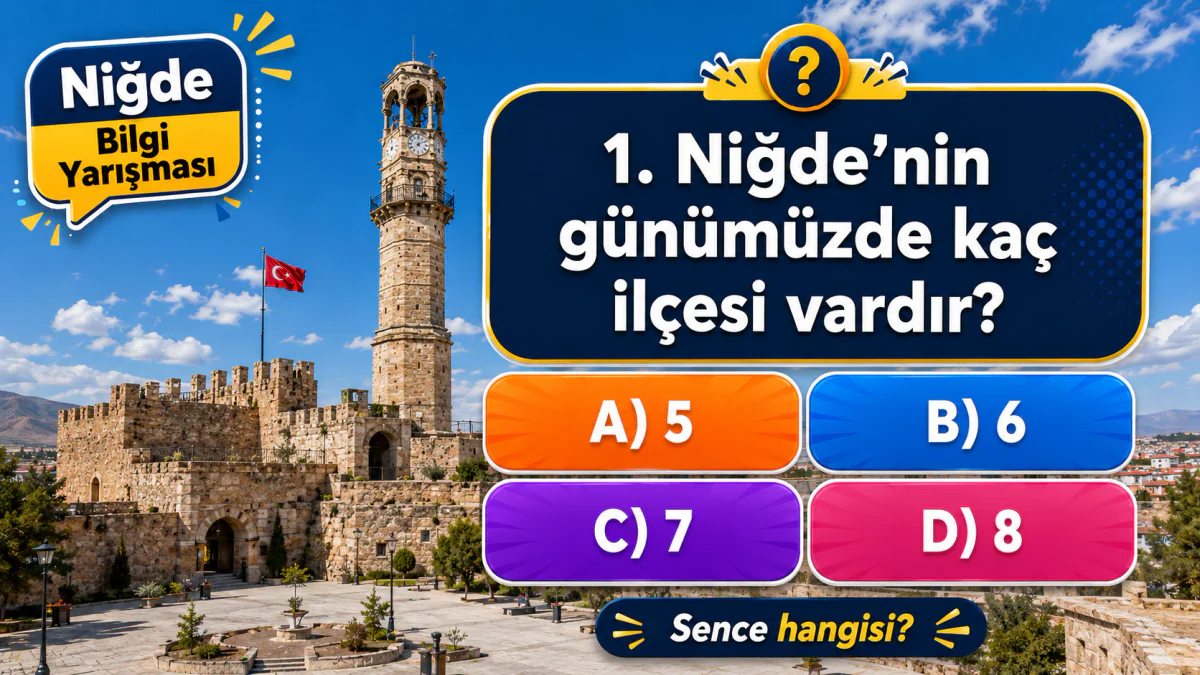 Niğde
Bilgi
Yarışması
?
1. Niğde’nin
günümüzde kaç
ilçesi vardır?
A) 5
B) 6
C) 7
D) 8
Sence hangisi?